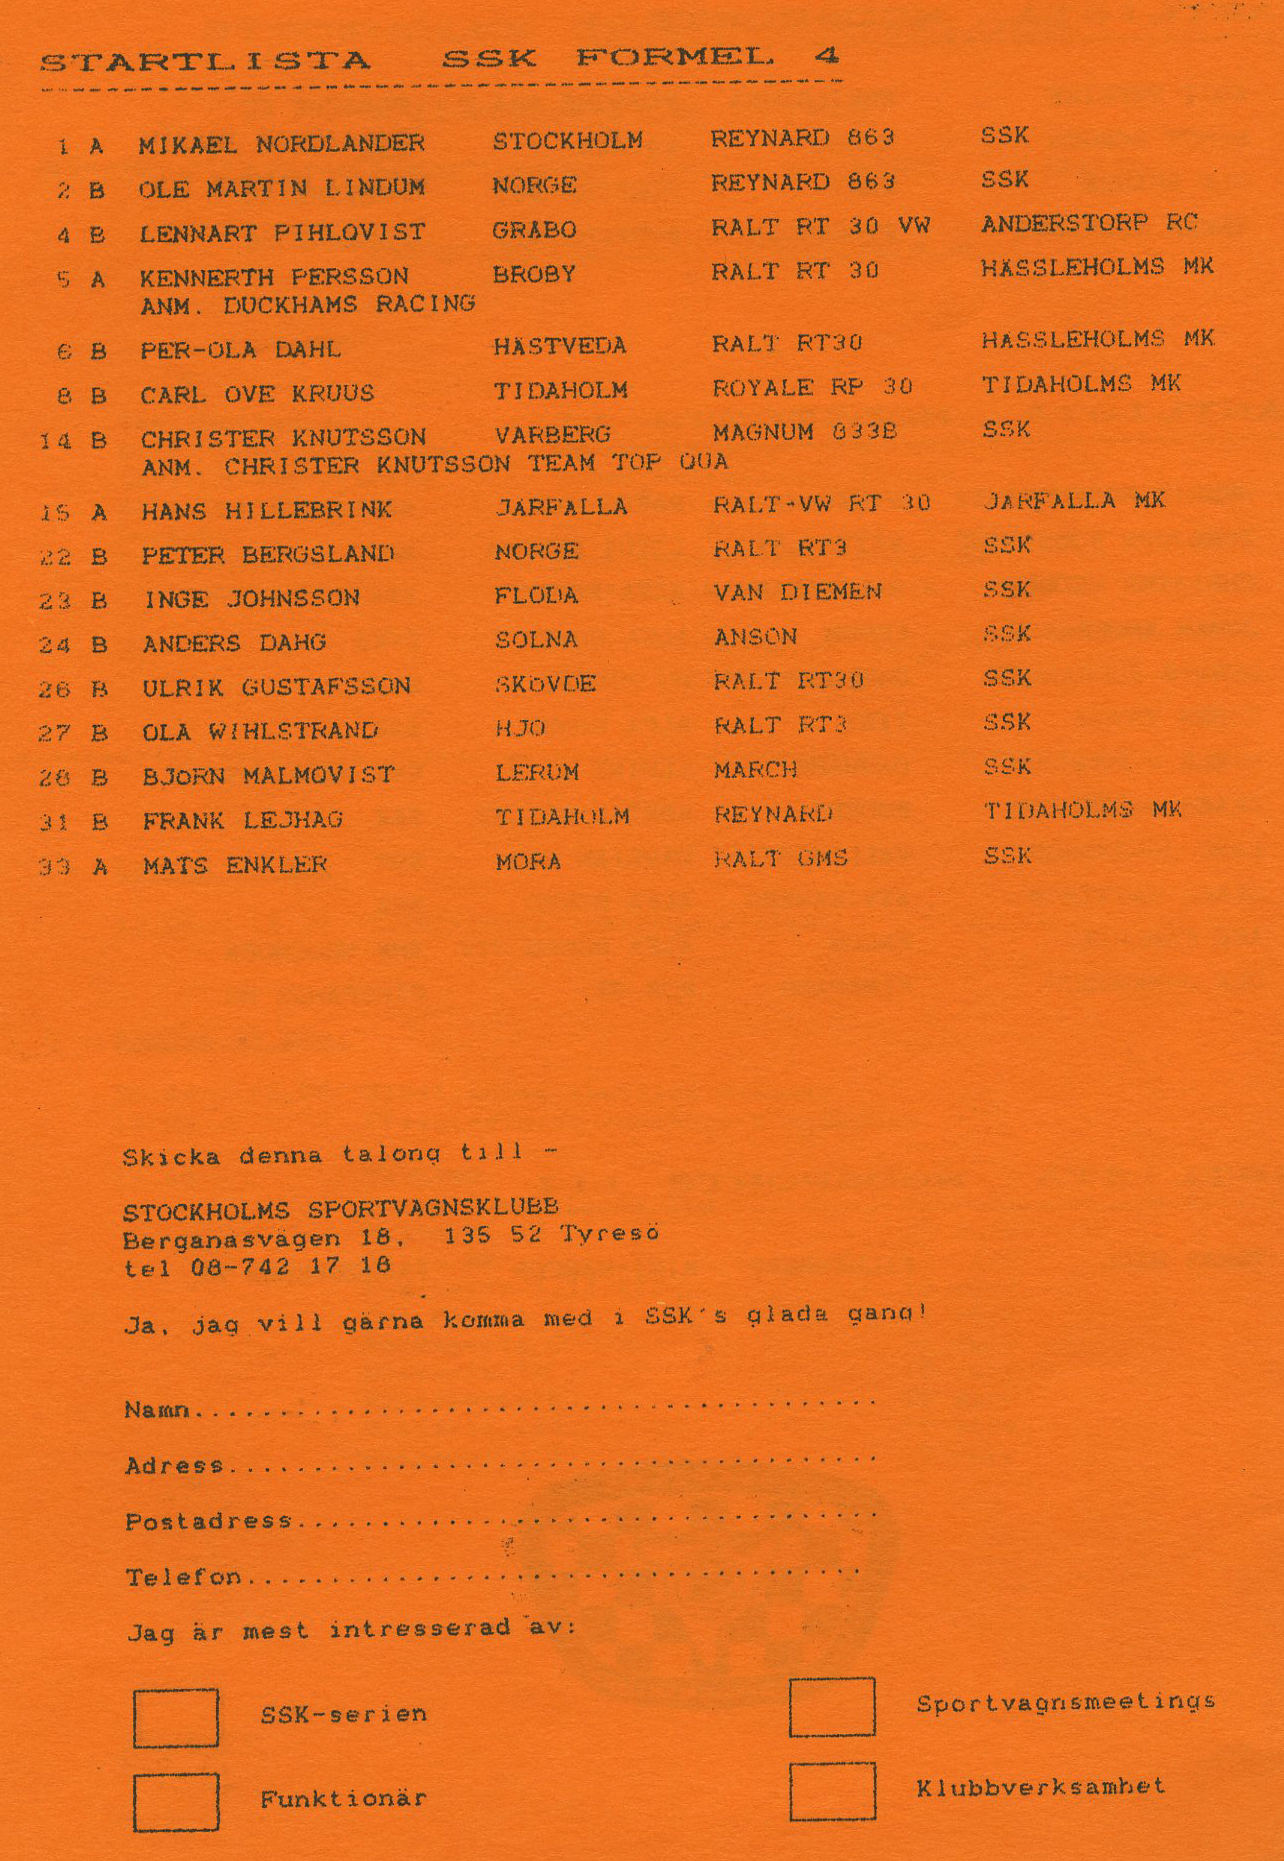 STARTLISTA SSK FORMEL 4
1 A MIKAEL NORDLANDER STOCKHOLM REYNARD 863 SSK
2 B OLE MARTIN LINDUM NORGE REYNARD 863 SSK
4 B LENNART PIHLQVIST GRÅBO RALT RT 30 VW ANDERSTORP RC
5 A KENNERTH PERSSON BROBY RALT RT 30 HÄSSLEHOLMS MK
ANM. DUCKHAMS RACING
6 B PER-OLA DAHL HÄSTVEDA RALT RT30 HÄSSLEHOLMS MK
8 B CARL OVE KRUUS TIDAHOLM ROYALE RP 30 TIDAHOLMS MK
14 B CHRISTER KNUTSSON VARBERG MAGNUM 833B SSK
ANM. CHRISTER KNUTSSON TEAM TOP QUA
15 A HANS HILLEBRINK JÄRFÄLLA RALT-VW RT 30 JÄRFÄLLA MK
22 B PETER BERGSLAND NORGE RALT RT3 SSK
23 B INGE JOHNSSON FLODA VAN DIEMEN SSK
24 B ANDERS DAHG SOLNA ANSON SSK
26 B ULRIK GUSTAFSSON SKÖVDE RALT RT30 SSK
27 B OLA WIHLSTRAND HJO RALT RT3 SSK
28 B BJÖRN MALMQVIST LERUM MARCH SSK
31 B FRANK LEJHAG TIDAHOLM REYNARD TIDAHOLMS MK
33 A MATS ENKLER MORA RALT GMS SSK
Skicka denna talong till -
STOCKHOLMS SPORTVAGNSKLUBB
Berganäsvägen 18, 135 52 Tyresö
tel 08-742 17 18
Ja, jag vill gärna komma med i SSK's glada gäng!
Namn........................................
Adress......................................
Postadress..................................
Telefon.....................................
Jag är mest intresserad av:
SSK-serien Sportvagnsmeetings
Funktionär Klubbverksamhet